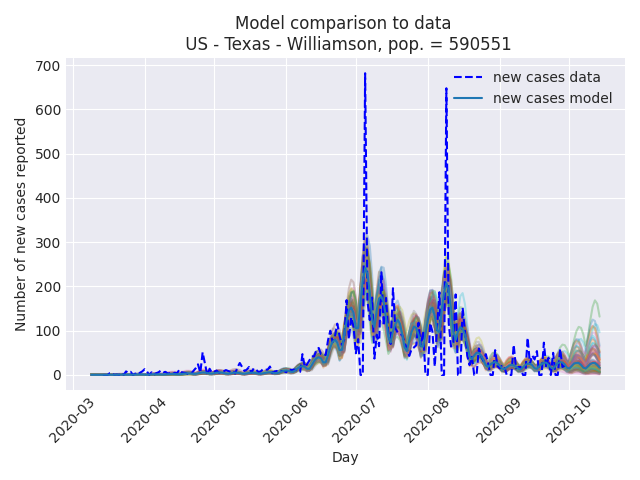 Model comparison to data
US - Texas - Williamson, pop. = 590551
new cases data
new cases model
Number of new cases reported
700
600
500
400
300
200
100
0
2020-03
2020-04
2020-05
2020-06
2020-07
2020-08
2020-09
2020-10
Day